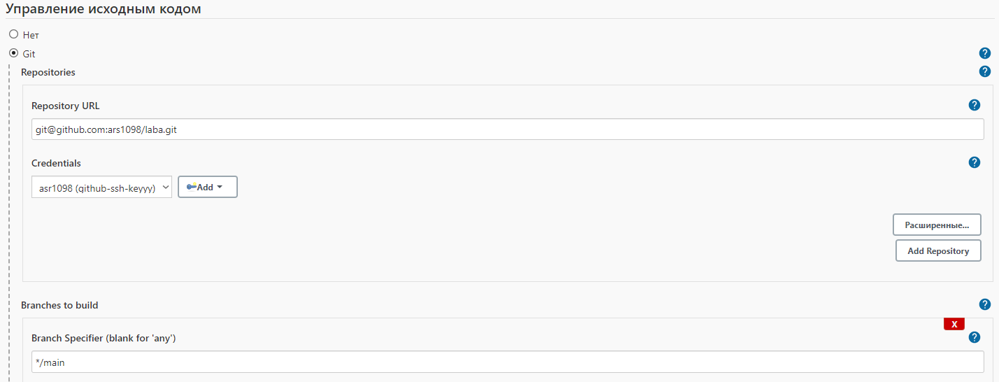 Управление исходным кодом
Нет
Git
?
Repositories
?
Repository URL
?
git@github.com:ars1098/laba.git
Credentials
?
asr1098 (github-ssh-keyyy)
Add
Расширенные...
Add Repository
Branches to build
?
X
Branch Specifier (blank for 'any')
?
*/main